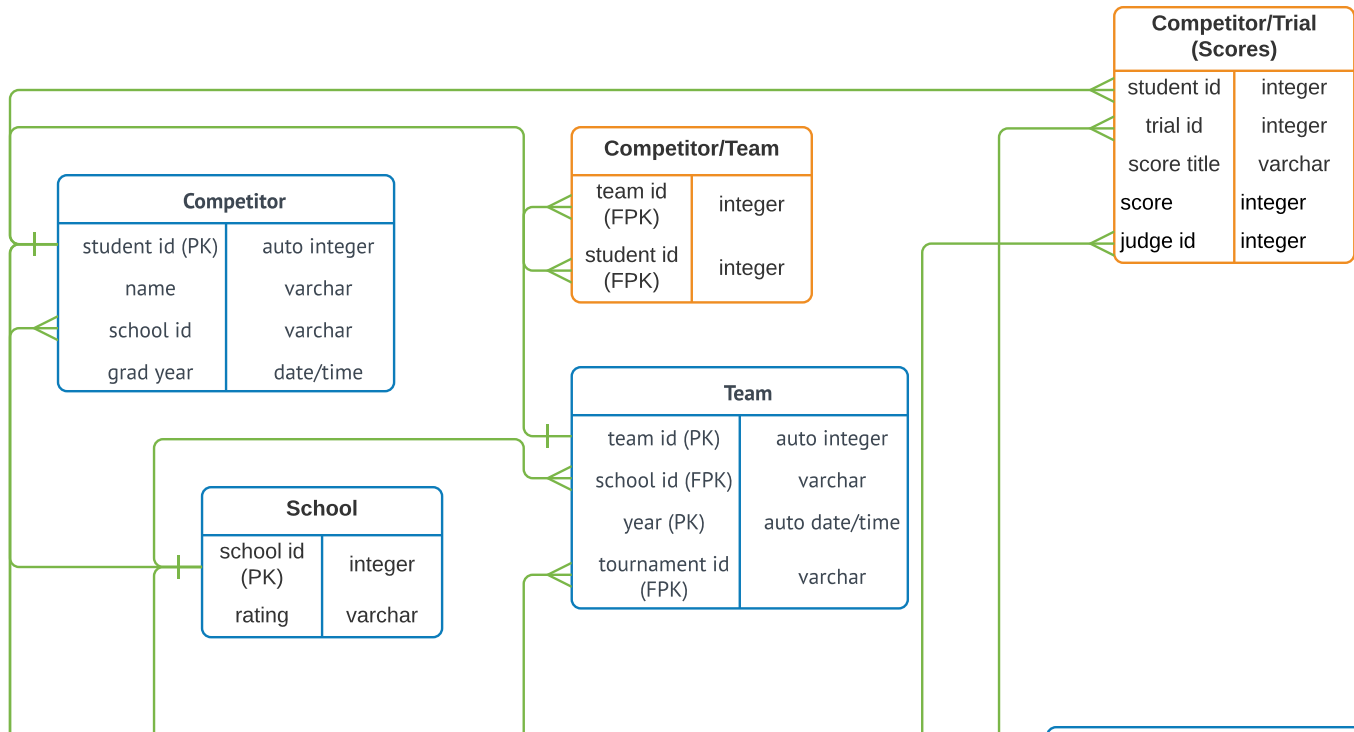 Competitor/Trial
(Scores)
student id integer
trial id integer
score title varchar
score integer
judge id integer
Competitor/Team
team id
(FPK)
integer
student id
(FPK)
integer
Competitor
student id (PK) auto integer
name varchar
school id varchar
grad year date/time
Team
team id (PK) auto integer
school id (FPK) varchar
year (PK) auto date/time
tournament id
(FPK)
varchar
School
school id
(PK)
integer
rating varchar